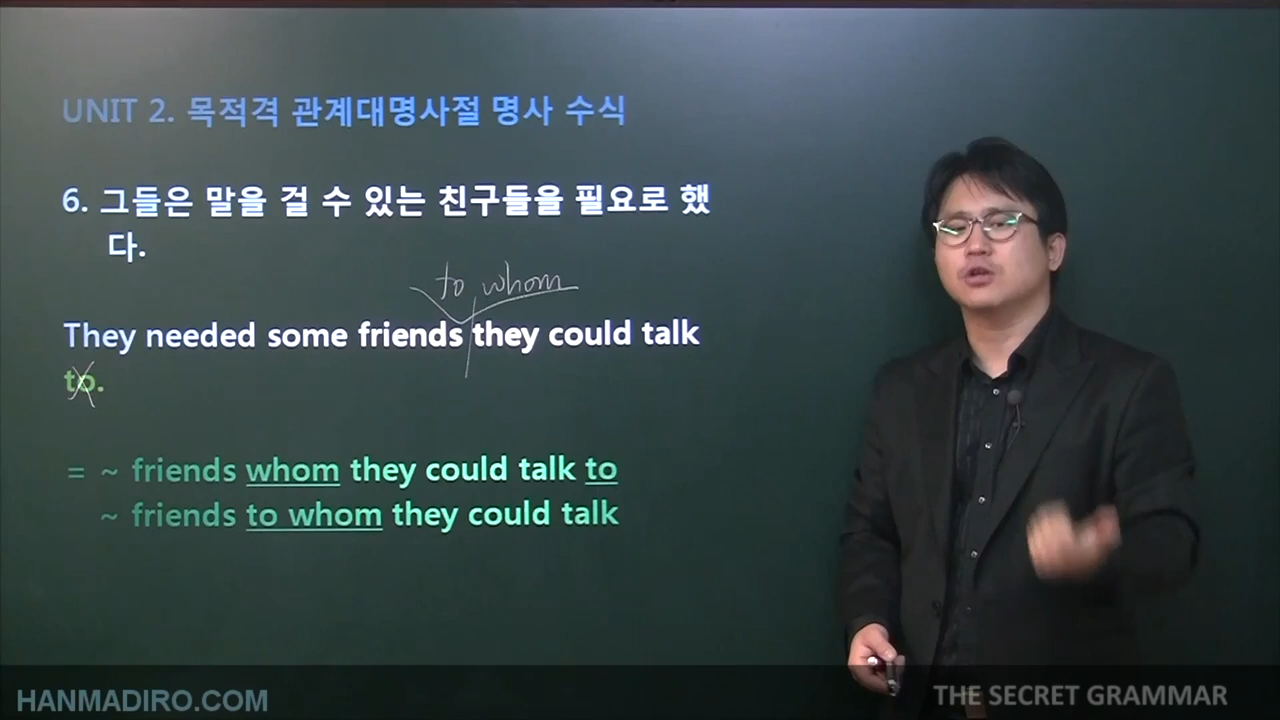 UNIT 2. 목적격 관계대명사절 명사 수식
6. 그들은 말을 걸 수 있는 친구들을 필요로 했
다.
to whom
They needed some friends they could talk
to.
= ~ friends whom they could talk to
~ friends to whom they could talk
HANMADIRO.COM
THE SECRET GRAMMAR